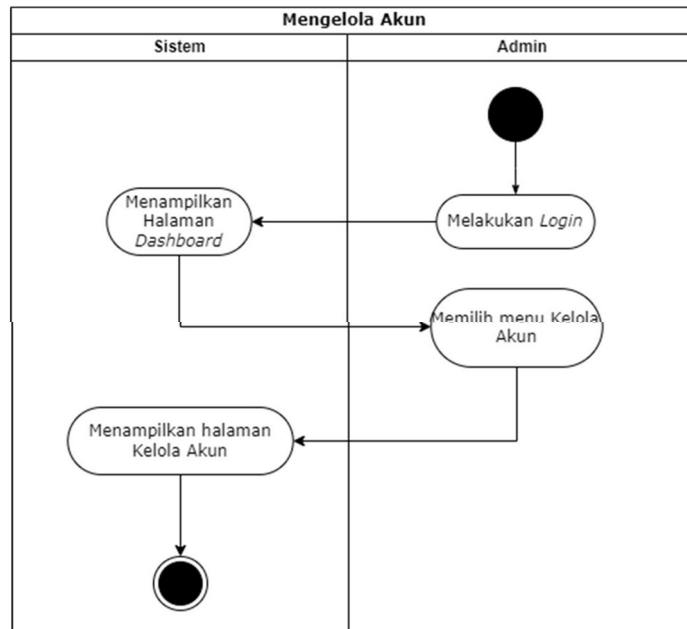 Mengelola Akun
Sistem
Admin
Menampilkan
Halaman
Dashboard
Melakukan Login
Memilih menu Kelola
Akun
Menampilkan halaman
Kelola Akun